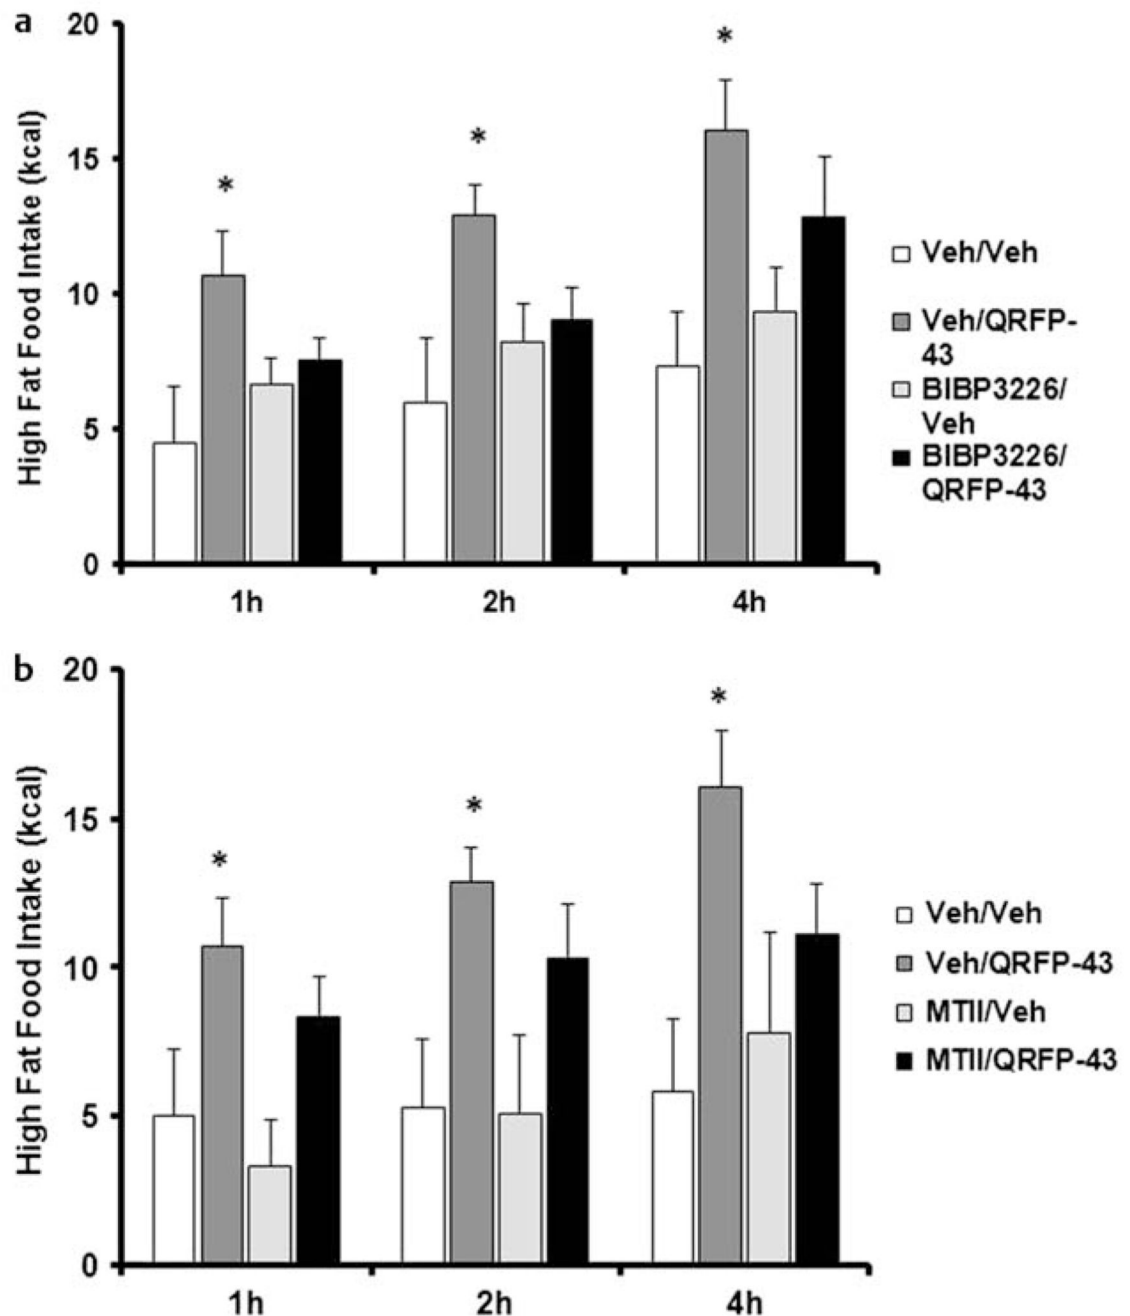 a
High Fat Food Intake (kcal)
20
*
*
*
15
10
5
0
1h
2h
4h
Veh/Veh
Veh/QRFP-
43
BIBP3226/
Veh
BIBP3226/
QRFP-43
b
High Fat Food Intake (kcal)
20
*
*
*
15
10
5
0
1h
2h
4h
Veh/Veh
Veh/QRFP-43
MTII/Veh
MTII/QRFP-43